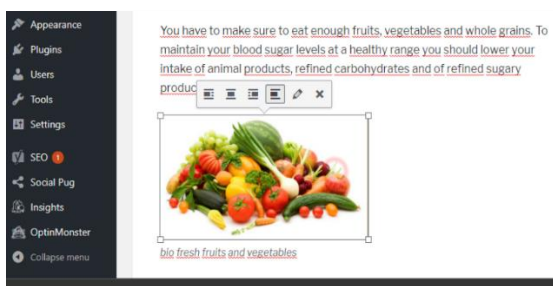 Appearance
Plugins
Users
Tools
Settings
SEO 1
Social Pug
Insights
OptinMonster
Collapse menu
You have to make sure to eat enough fruits, vegetables and whole grains. To
maintain your blood sugar levels at a healthy range you should lower your
intake of animal products, refined carbohydrates and of refined sugary
bio fresh fruits and vegetables